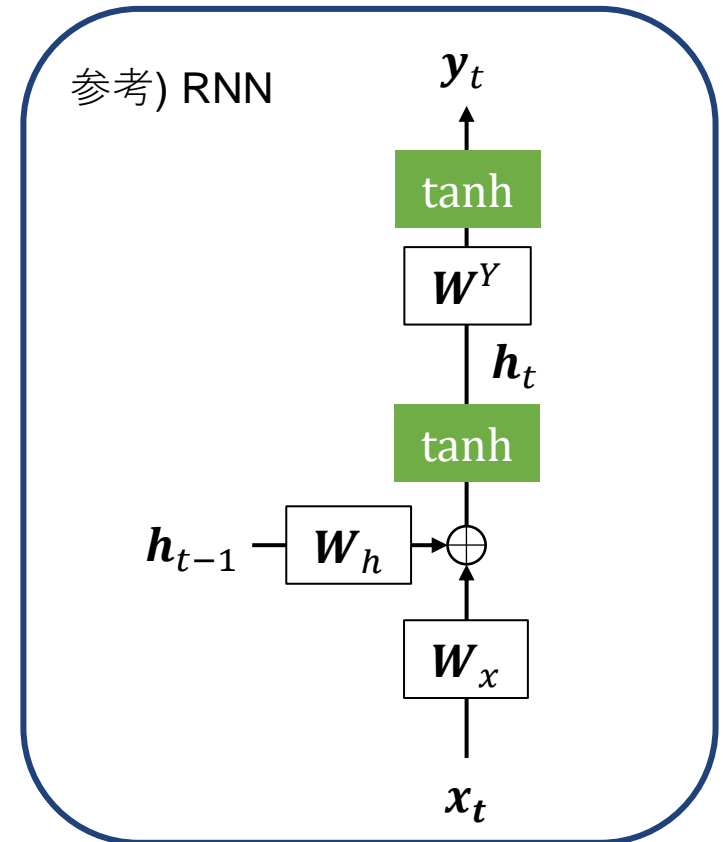 参考) RNN
y_t
tanh
W^Y
h_t
tanh
h_{t−1} W_h
W_x
x_t